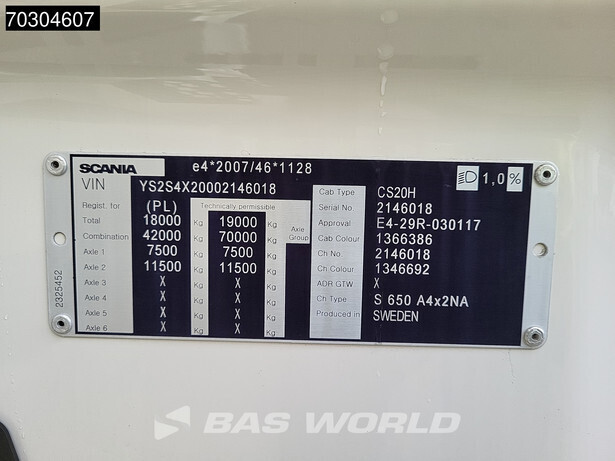 70304607
SCANIA e4*2007/46*1128
VIN YS2S4X20002146018
Regist. for (PL) Technically permissible
Total 18000 Kg 19000 Kg
Combination 42000 Kg 70000 Kg Axle Group
Axle 1 7500 Kg 7500 Kg
Axle 2 11500 Kg 11500 Kg
Axle 3 X Kg X Kg
Axle 4 X Kg X Kg
Axle 5 X Kg X Kg
Axle 6 X Kg X Kg
1,0 %
Cab Type CS20H
Serial No 2146018
Approval E4-29R-030117
Cab Colour 1366386
Ch No 2146018
Ch Colour 1346692
ADR GTW X
Ch Type S 650 A4x2NA
Produced in SWEDEN
2325452
BAS WORLD